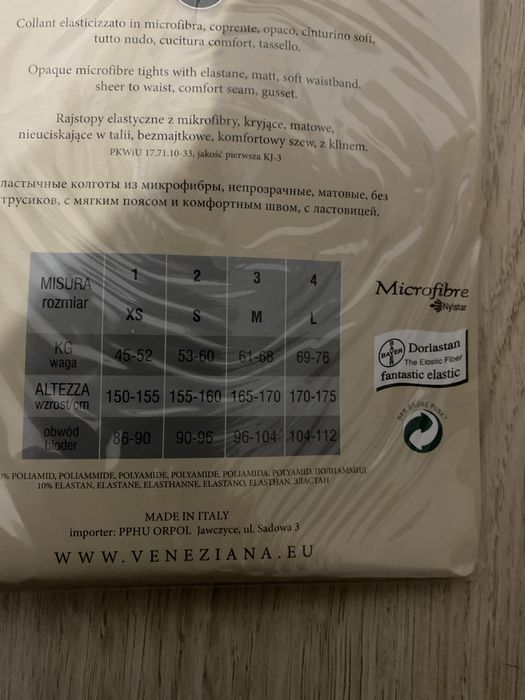 Collant elasticizzato in microfibra, coprente, opaco, cinturino soft,
tutto nudo, cucitura comfort, tassello.
Opaque microfibre tights with elastane, matt, soft waistband,
sheer to waist, comfort seam, gusset.
Rajstopy elastyczne z mikrofibry, kryjące, matowe,
nieuciskające w talii, bezmajtkowe, komfortowy szew, z klinem.
PKWiU 17.71.10-33, jakość pierwsza KJ-3
ластычные колготы из микрофибры, непрозрачные, матовые, без
трусиков, с мягким поясом и комфортным швом, с ластовицей.
MISURA 1 2 3 4
rozmiar XS S M L
KG
waga 45-52 53-60 61-68 69-76
ALTEZZA
wzrost/cm 150-155 155-160 165-170 170-175
obwód
bioder 86-90 90-96 96-104 104-112
Microfibre
Nylstar
BAYER Dorlastan
The Elastic Fiber
fantastic elastic
DER GRÜNE PUNKT
0% POLIAMID, POLIAMMIDE, POLYAMIDE, POLYAMIDE, POLIAMIDA, POLYAMID, ПОЛИАММИД
10% ELASTAN, ELASTANE, ELASTHANNE, ELASTANO, ELASTHAN, ЭЛАСТАН
MADE IN ITALY
importer: PPHU ORPOL Jawczyce, ul. Sadowa 3
WWW.VENEZIANA.EU